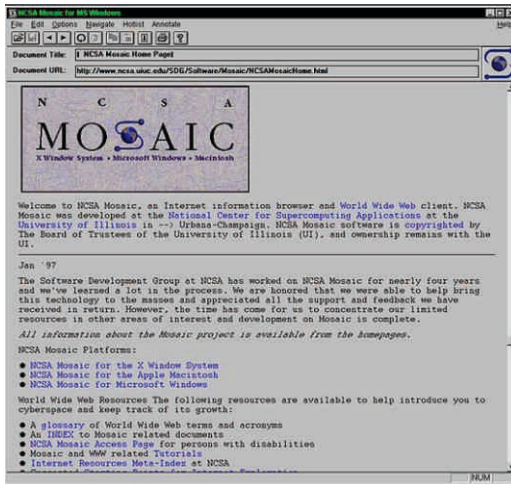 NCSA Mosaic for MS Windows
File Edit Options Navigate Hotlist Annotate Help
Document Title: NCSA Mosaic Home Page
Document URL: http://www.ncsa.uiuc.edu/SDG/Software/Mosaic/NCSAMosaicHome.html
N C S A
MOSAIC
X Window System • Microsoft Windows • Macintosh
Welcome to NCSA Mosaic, an Internet information browser and World Wide Web client. NCSA
Mosaic was developed at the National Center for Supercomputing Applications at the
University of Illinois in --> Urbana-Champaign. NCSA Mosaic software is copyrighted by
The Board of Trustees of the University of Illinois (UI), and ownership remains with the
UI.
Jan '97
The Software Development Group at NCSA has worked on NCSA Mosaic for nearly four years
and we've learned a lot in the process. We are honored that we were able to help bring
this technology to the masses and appreciated all the support and feedback we have
received in return. However, the time has come for us to concentrate our limited
resources in other areas of interest and development on Mosaic is complete.
All information about the Mosaic project is available from the homepages.
NCSA Mosaic Platforms:
● NCSA Mosaic for the X Window System
● NCSA Mosaic for the Apple Macintosh
● NCSA Mosaic for Microsoft Windows
World Wide Web Resources The following resources are available to help introduce you to
cyberspace and keep track of its growth:
● A glossary of World Wide Web terms and acronyms
● An INDEX to Mosaic related documents
● NCSA Mosaic Access Page for persons with disabilities
● Mosaic and WWW related Tutorials
● Internet Resources Meta-Index at NCSA
NUM